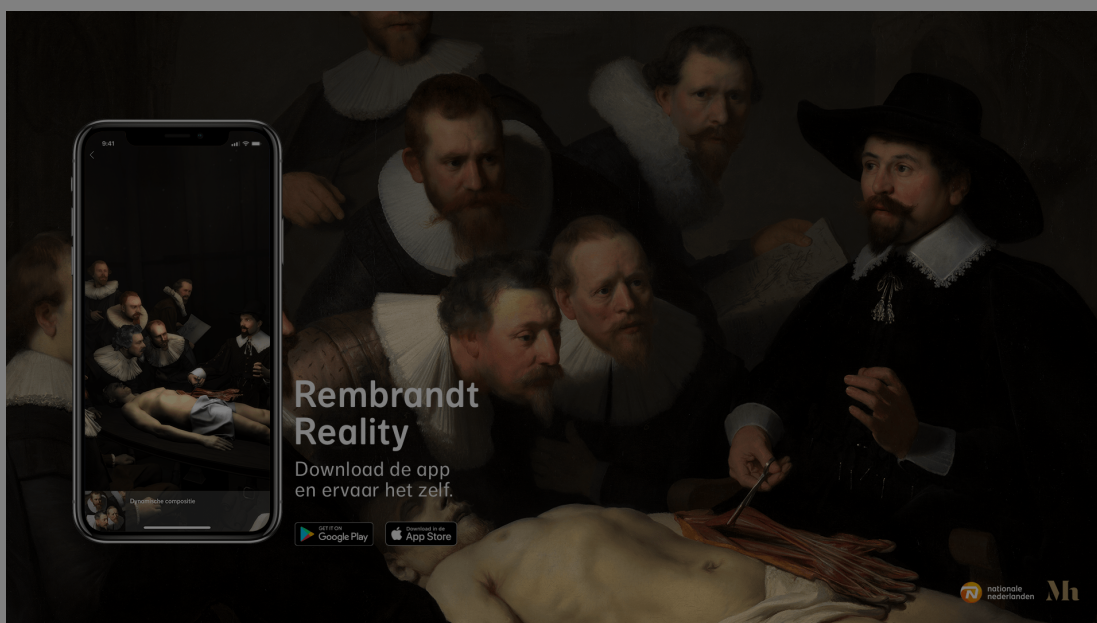 9:41
Dynamische compositie
Rembrandt
Reality
Download de app
en ervaar het zelf.
GET IT ON
Google Play
Download in de
App Store
nationale
nederlanden
Mh